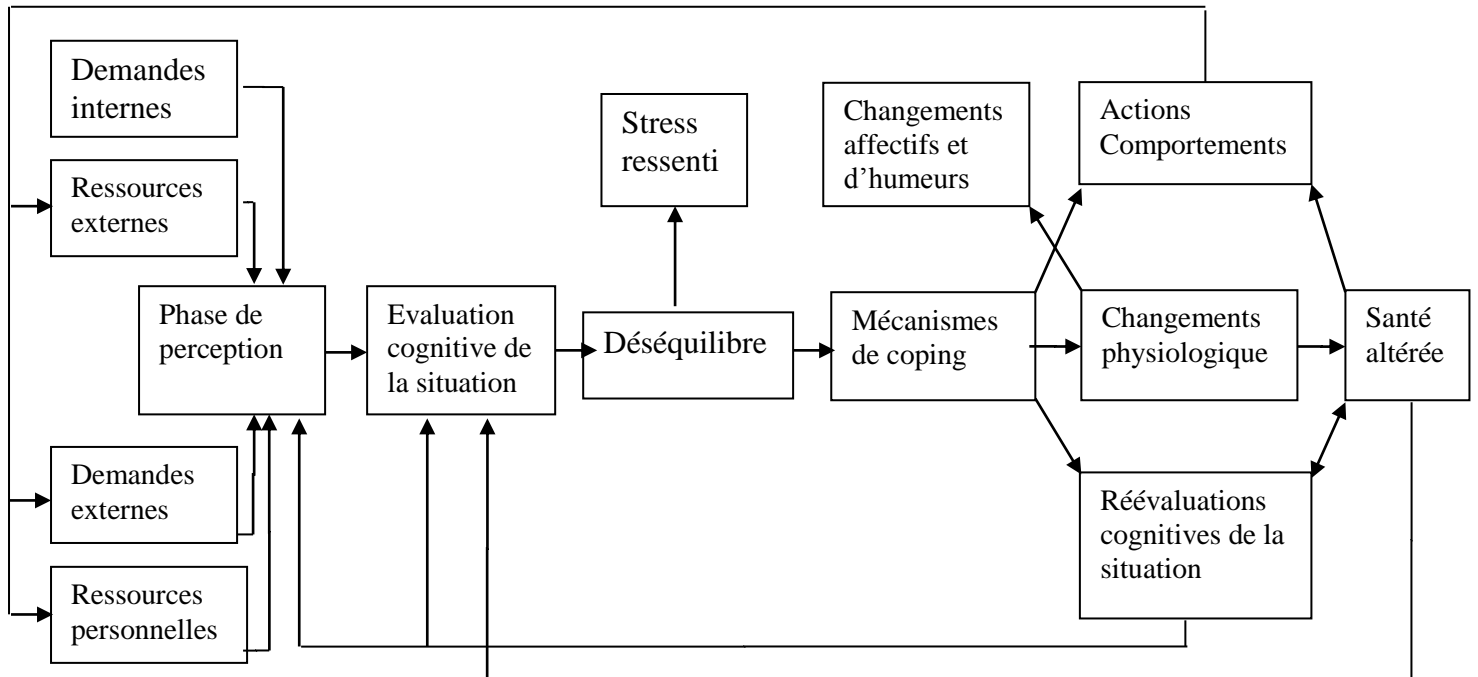 Demandes
internes
Ressources
externes
Phase de
perception
Demandes
externes
Ressources
personnelles
Evaluation
cognitive de
la situation
Stress
ressenti
Déséquilibre
Mécanismes
de coping
Changements
affectifs et
d’humeurs
Actions
Comportements
Changements
physiologique
Réévaluations
cognitives de la
situation
Santé
altérée